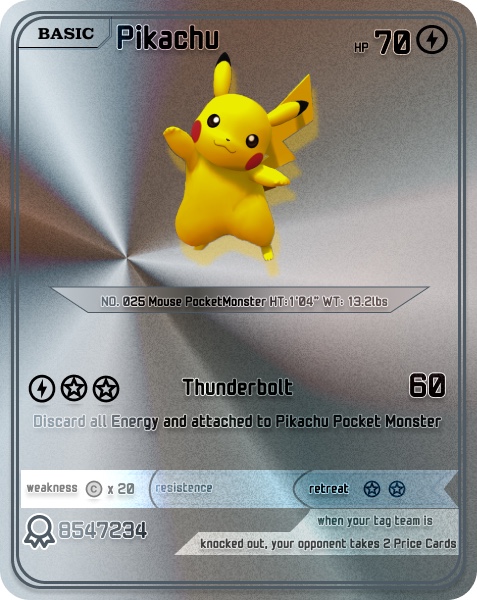 BASIC
Pikachu
HP 70
NO. 025 Mouse PocketMonster HT:1'04" WT: 13.2lbs
Thunderbolt 60
Discard all Energy and attached to Pikachu Pocket Monster
weakness © x 20 resistence retreat
8547234
when your tag team is
knocked out, your opponent takes 2 Price Cards